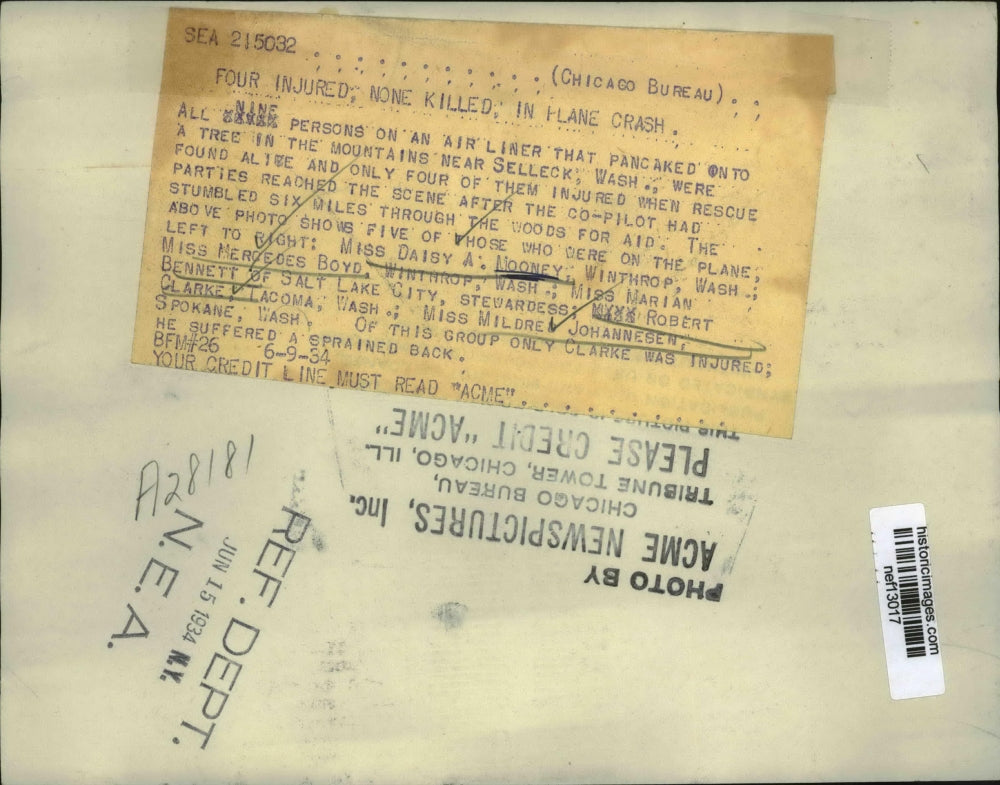 SEA 215032 . . . . . . . . . . . (CHICAGO BUREAU). . .
FOUR INJURED, NONE KILLED, IN PLANE CRASH.
NINE
ALL XXXXX PERSONS ON AN AIR LINER THAT PANCAKED ONTO
A TREE IN THE MOUNTAINS NEAR SELLECK, WASH., WERE
FOUND ALIVE AND ONLY FOUR OF THEM INJURED WHEN RESCUE
PARTIES REACHED THE SCENE AFTER THE CO-PILOT HAD
STUMBLED SIX MILES THROUGH THE WOODS FOR AID. THE
ABOVE PHOTO SHOWS FIVE OF THOSE WHO WERE ON THE PLANE;
LEFT TO RIGHT: MISS DAISY A. MOONEY, WINTHROP, WASH.;
MISS MERCEDES BOYD, WINTHROP, WASH.; MISS MARIAN
BENNETT OF SALT LAKE CITY, STEWARDESS; XXXX ROBERT
CLARKE, TACOMA, WASH.; MISS MILDRED JOHANNESEN,
SPOKANE, WASH. OF THIS GROUP ONLY CLARKE WAS INJURED;
HE SUFFERED A SPRAINED BACK.
BFM#26 6-9-34
YOUR CREDIT LINE MUST READ "ACME" . . . . . . . . . .
PHOTO BY
ACME NEWSPICTURES, Inc.
CHICAGO BUREAU,
TRIBUNE TOWER, CHICAGO, ILL.
PLEASE CREDIT "ACME"
THIS PICTURE IS
A28181
REF. DEPT.
JUN 15 1934 N.Y.
N. E. A.
historicimages.com
nef13017